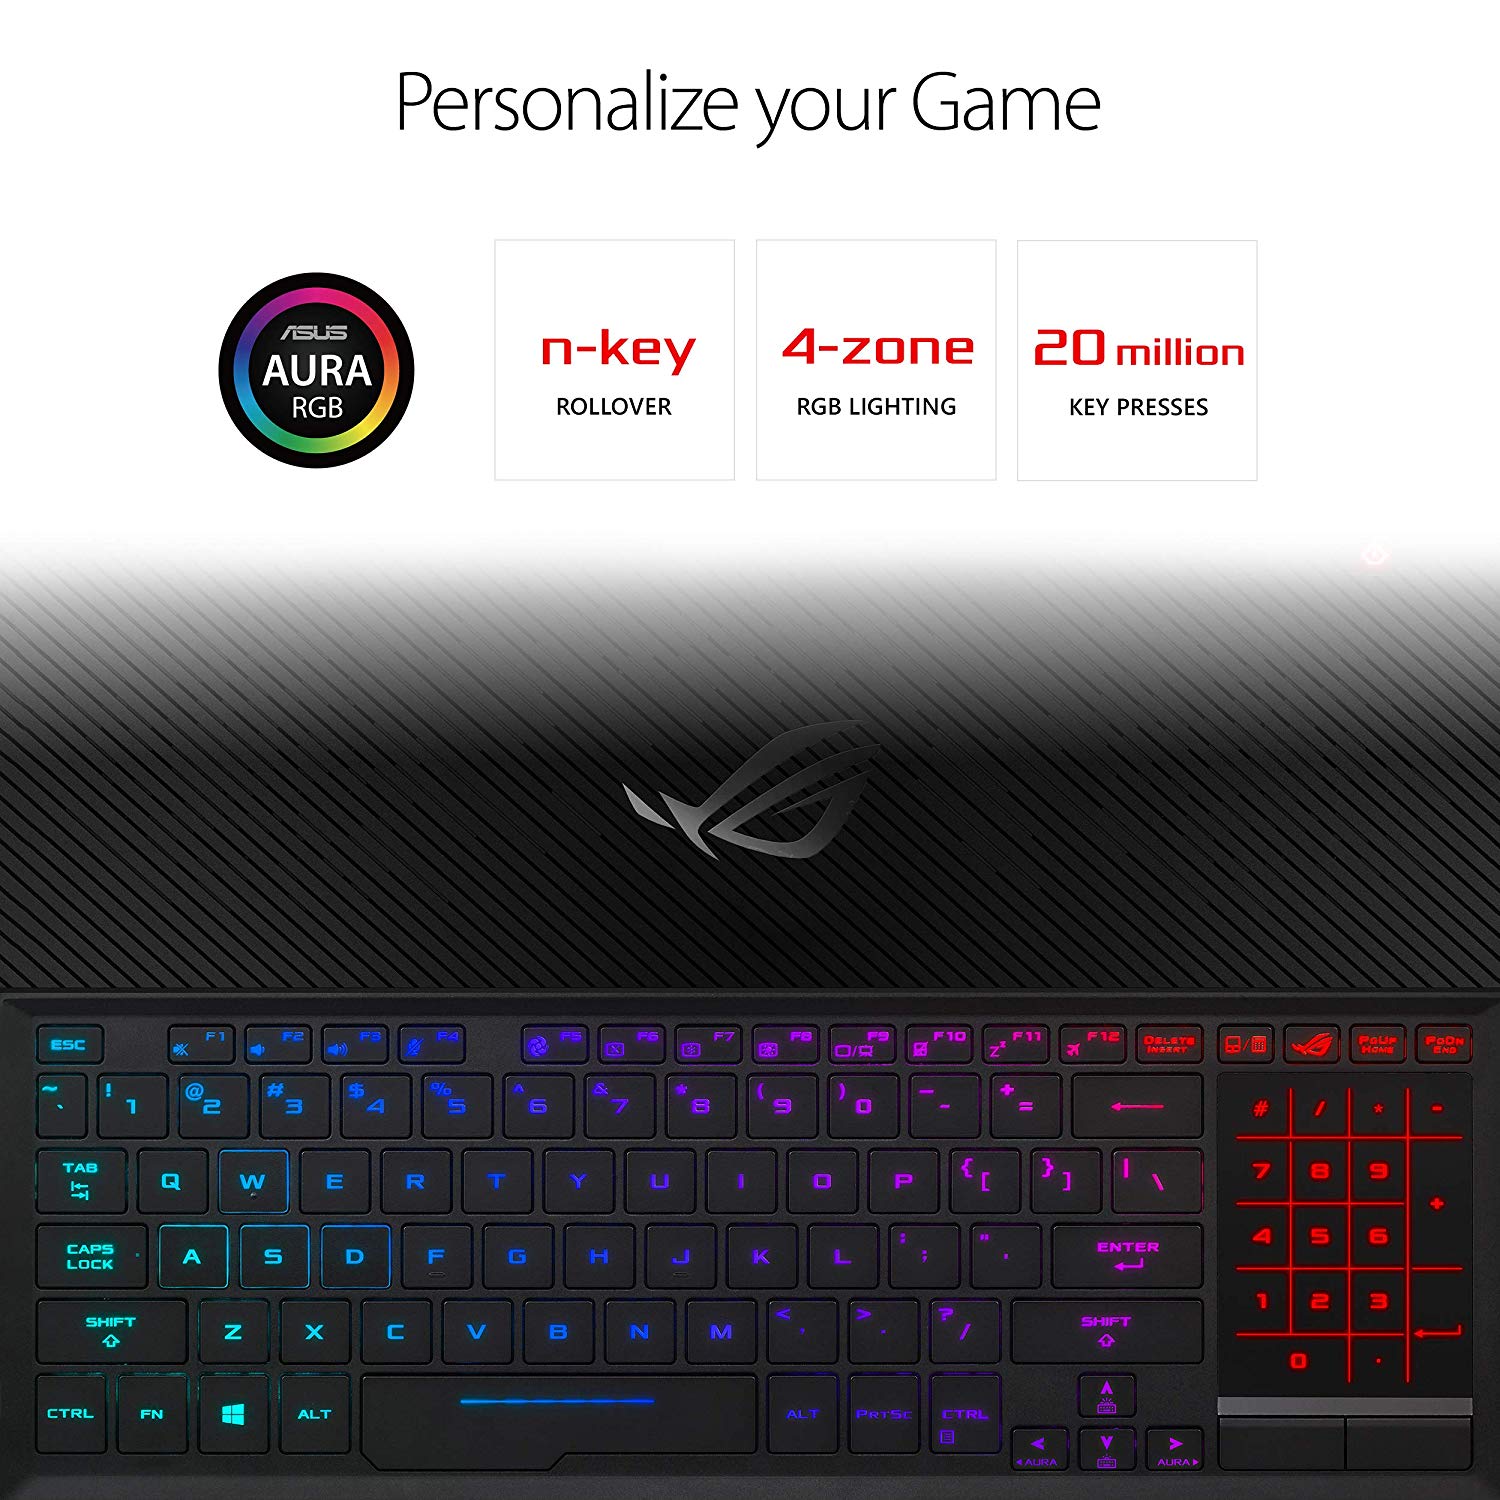 Personalize your Game
ASUS
AURA
RGB
n-key
ROLLOVER
4-zone
RGB LIGHTING
20 million
KEY PRESSES
ESC F1 F2 F3 F4 F5 F6 F7 F8 F9 F10 F11 F12 DELETE INSERT PGUP HOME PGDN END
~ ` ! 1 @ 2 # 3 $ 4 % 5 ^ 6 & 7 * 8 ( 9 ) 0 - + =
TAB Q W E R T Y U I O P { [ } ] | \
CAPS LOCK A S D F G H J K L : ; " ENTER
SHIFT Z X C V B N M < , > . ? / SHIFT
CTRL FN ALT ALT PRTSC CTRL
AURA AURA
# / * -
7 8 9 +
4 5 6
1 2 3
0 .